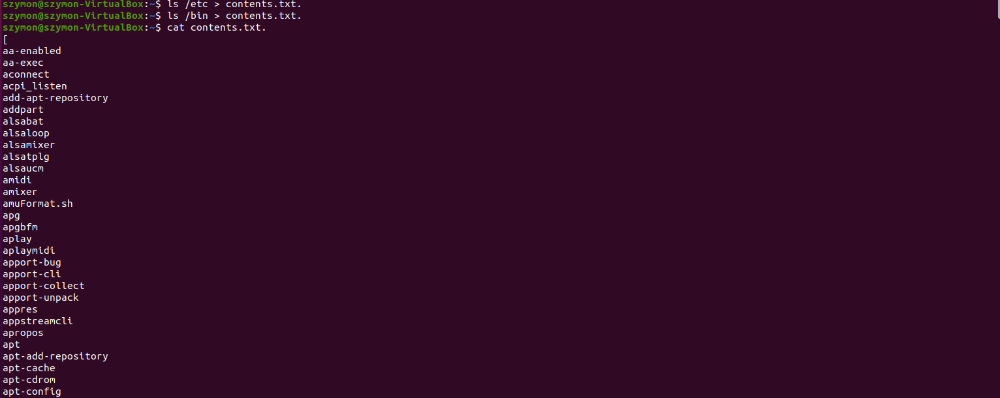 szymon@szymon-VirtualBox:~$ ls /etc > contents.txt.
szymon@szymon-VirtualBox:~$ ls /bin > contents.txt.
szymon@szymon-VirtualBox:~$ cat contents.txt.
[
aa-enabled
aa-exec
aconnect
acpi_listen
add-apt-repository
addpart
alsabat
alsaloop
alsamixer
alsatplg
alsaucm
amidi
amixer
amuFormat.sh
apg
apgbfm
aplay
aplaymidi
apport-bug
apport-cli
apport-collect
apport-unpack
appres
appstreamcli
apropos
apt
apt-add-repository
apt-cache
apt-cdrom
apt-config